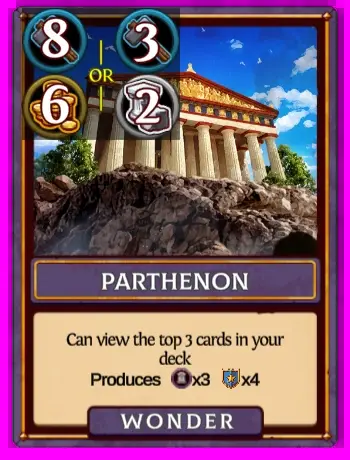 8 3
OR
6 2
PARTHENON
Can view the top 3 cards in your
deck
Produces x3 x4
WONDER